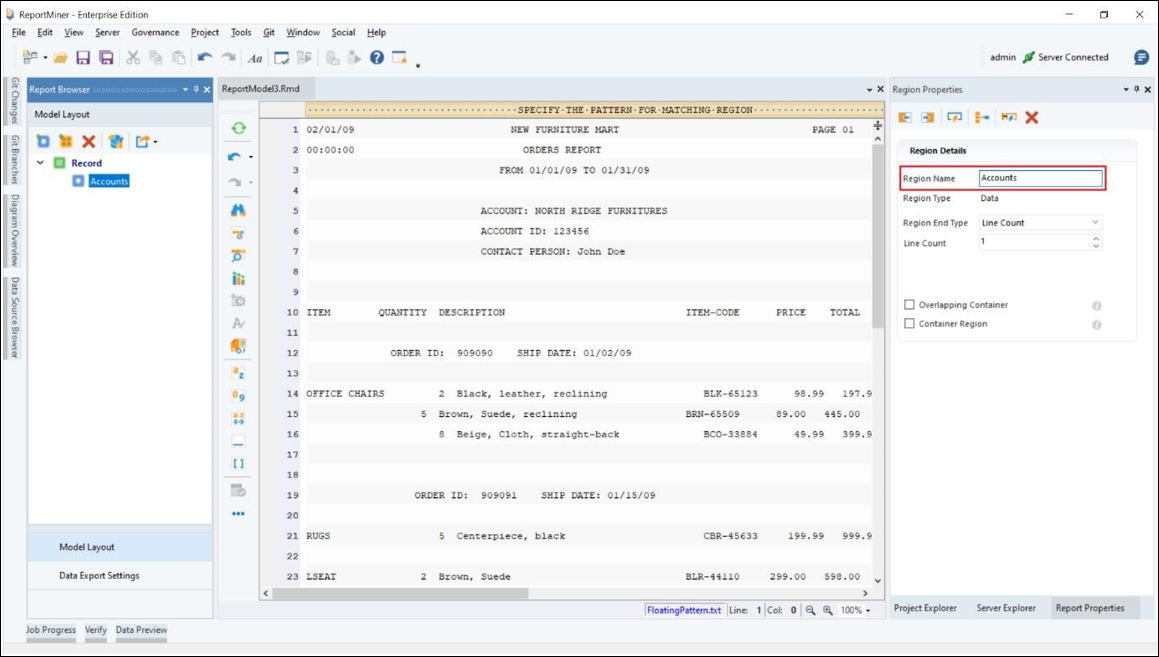 ReportMiner - Enterprise Edition
File Edit View Server Governance Project Tools Git Window Social Help
admin Server Connected
Git Changes
Git Branches
Diagram Overview
Data Source Browser
Report Browser
Model Layout
Record
Accounts
Model Layout
Data Export Settings
ReportModel3.Rmd
SPECIFY·THE·PATTERN·FOR·MATCHING·REGION
1 02/01/09 NEW FURNITURE MART PAGE 01
2 00:00:00 ORDERS REPORT
3 FROM 01/01/09 TO 01/31/09
4
5 ACCOUNT: NORTH RIDGE FURNITURES
6 ACCOUNT ID: 123456
7 CONTACT PERSON: John Doe
8
9
10 ITEM QUANTITY DESCRIPTION ITEM-CODE PRICE TOTAL
11
12 ORDER ID: 909090 SHIP DATE: 01/02/09
13
14 OFFICE CHAIRS 2 Black, leather, reclining BLK-65123 98.99 197.9
15 5 Brown, Suede, reclining BRN-65509 89.00 445.00
16 8 Beige, Cloth, straight-back BCO-33884 49.99 399.9
17
18
19 ORDER ID: 909091 SHIP DATE: 01/15/09
20
21 RUGS 5 Centerpiece, black CBR-45633 199.99 999.9
22
23 LSEAT 2 Brown, Suede BLR-44110 299.00 598.00
FloatingPattern.txt Line: 1 Col: 0 100%
Region Properties
Region Details
Region Name Accounts
Region Type Data
Region End Type Line Count
Line Count: 1
Overlapping Container
Container Region
Project Explorer Server Explorer Report Properties
Job Progress Verify Data Preview